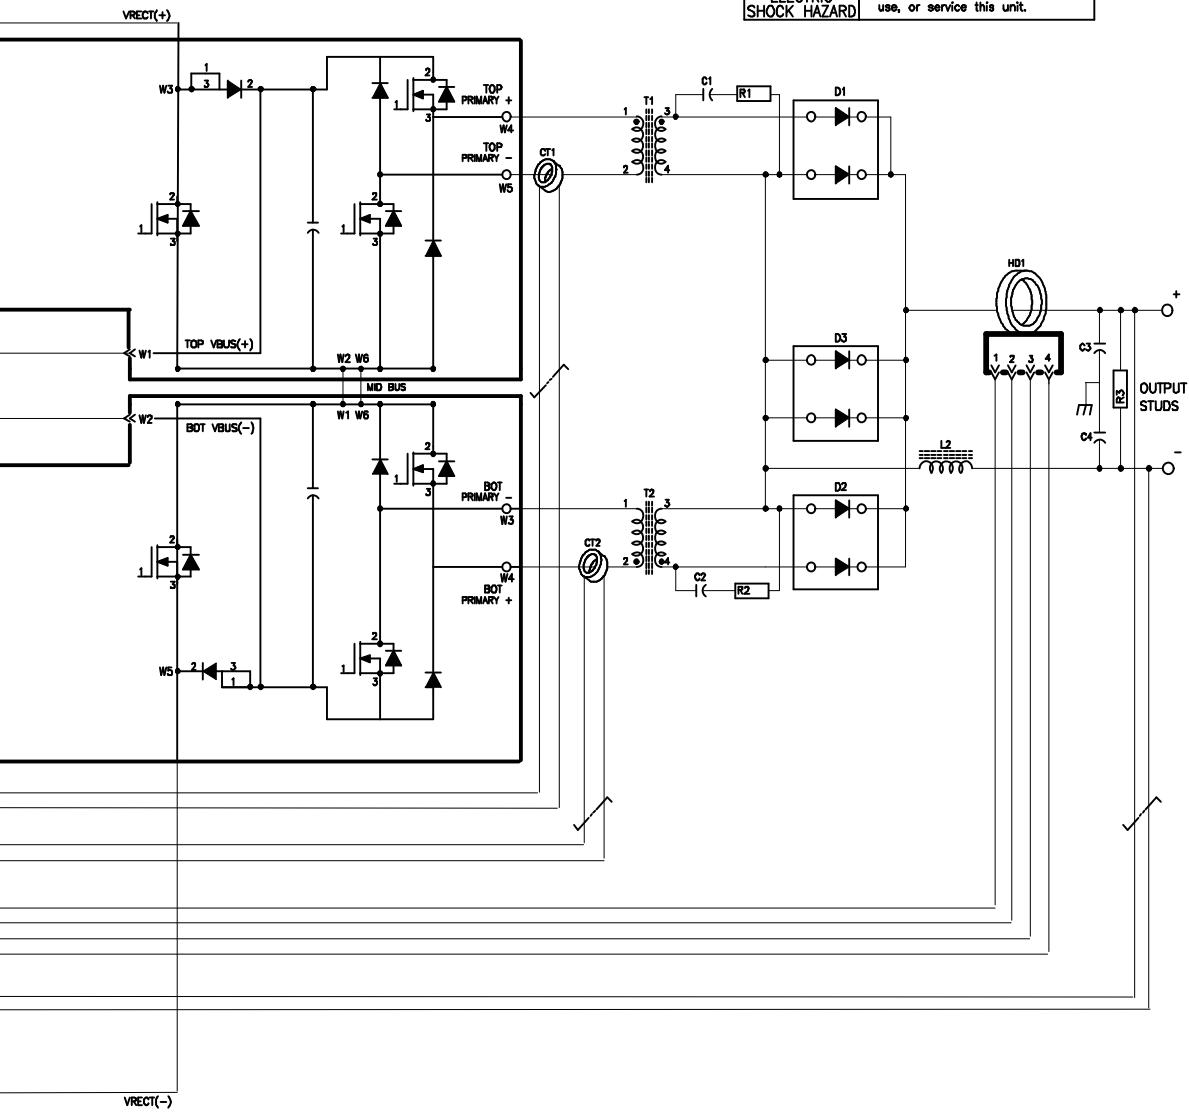 VRECT(+)
ELECTRIC
SHOCK HAZARD
use, or service this unit.
W3
1
3
2
2
1
3
TOP
PRIMARY +
W4
TOP
PRIMARY -
W5
CT1
1
2
T1
3
4
C1
R1
D1
2
1
3
2
1
3
HD1
+
W1
TOP VBUS(+)
W2 W6
MID BUS
W1 W6
D3
1 2 3 4
C3
R3
OUTPUT
STUDS
W2
BOT VBUS(-)
2
1
3
L2
C4
-
BOT
PRIMARY -
W3
1
2
T2
3
4
D2
2
1
3
CT2
W4
BOT
PRIMARY +
C2
R2
W5
2
3
1
2
1
3
VRECT(-)